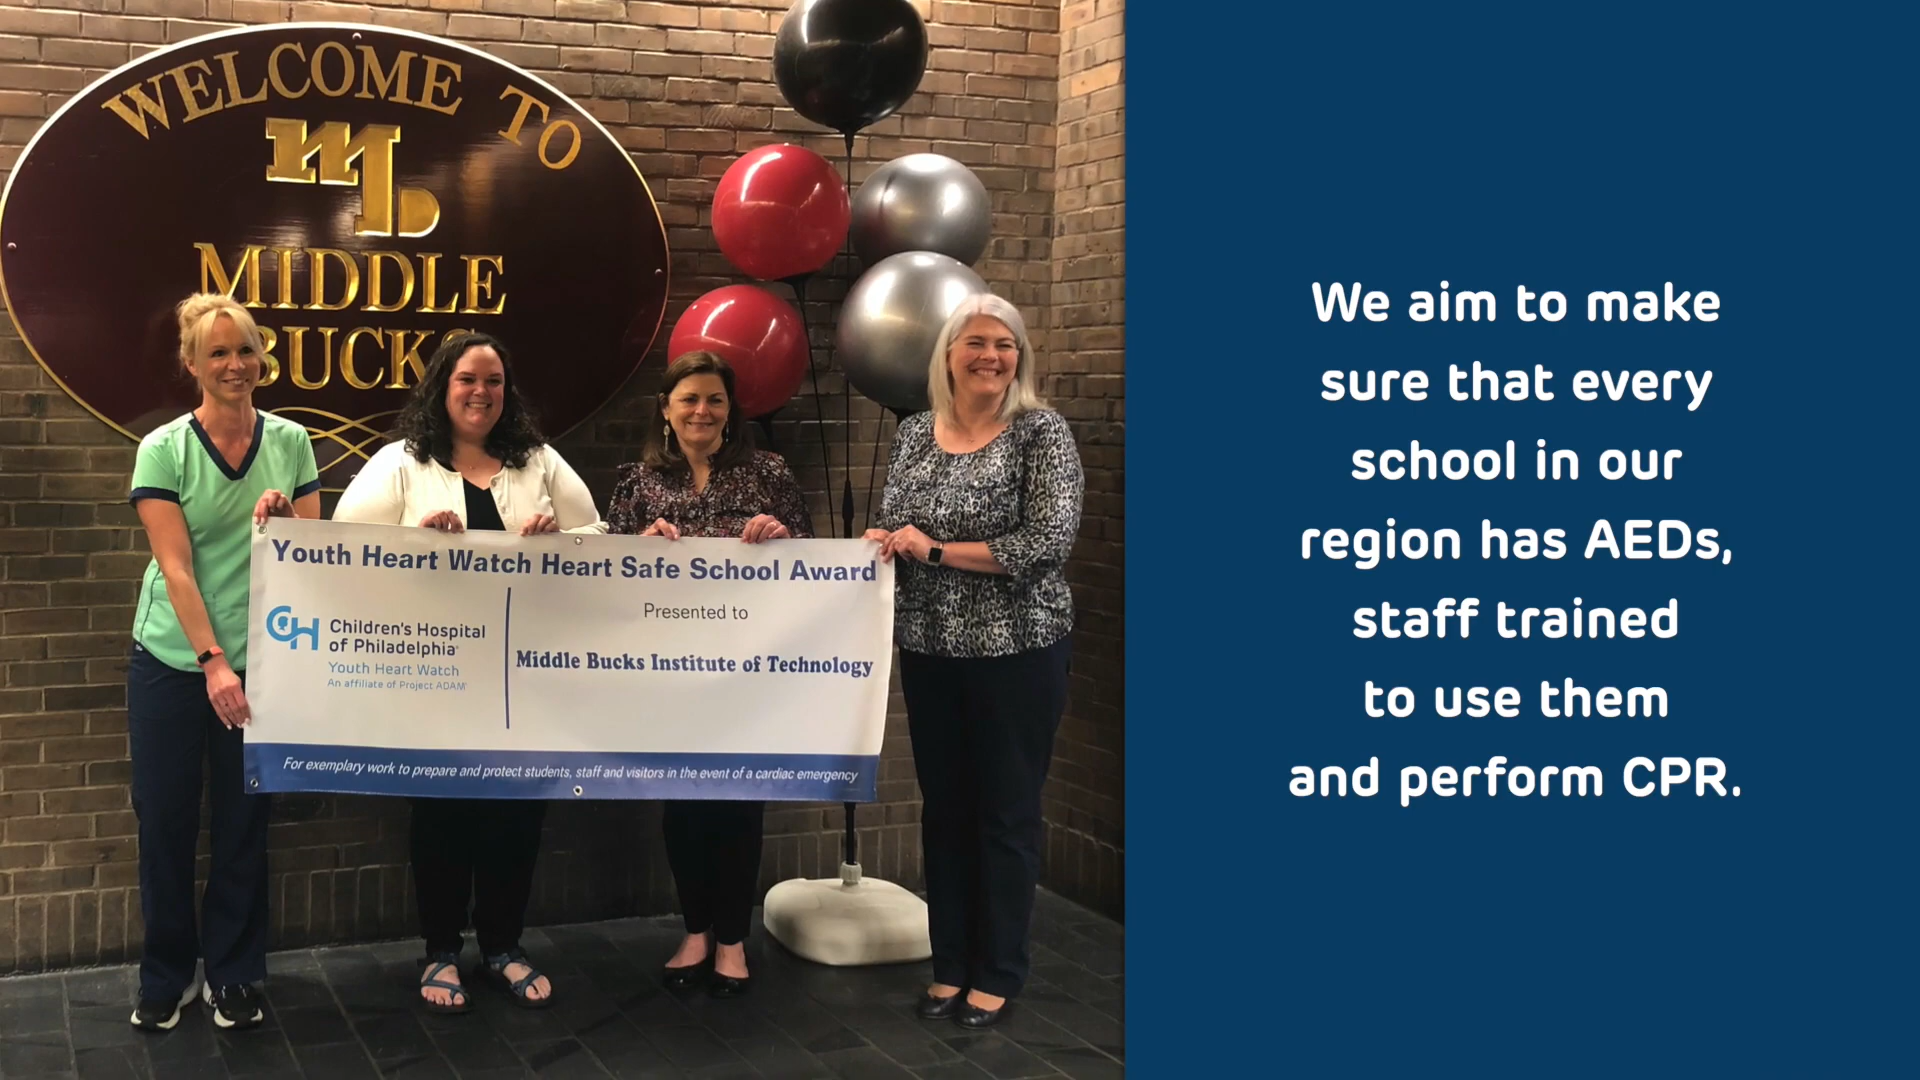 WELCOME TO
mb
MIDDLE
BUCKS
Youth Heart Watch Heart Safe School Award
CH
Children's Hospital
of Philadelphia
Youth Heart Watch
An affiliate of Project ADAM
Presented to
Middle Bucks Institute of Technology
For exemplary work to prepare and protect students, staff and visitors in the event of a cardiac emergency
We aim to make
sure that every
school in our
region has AEDs,
staff trained
to use them
and perform CPR.